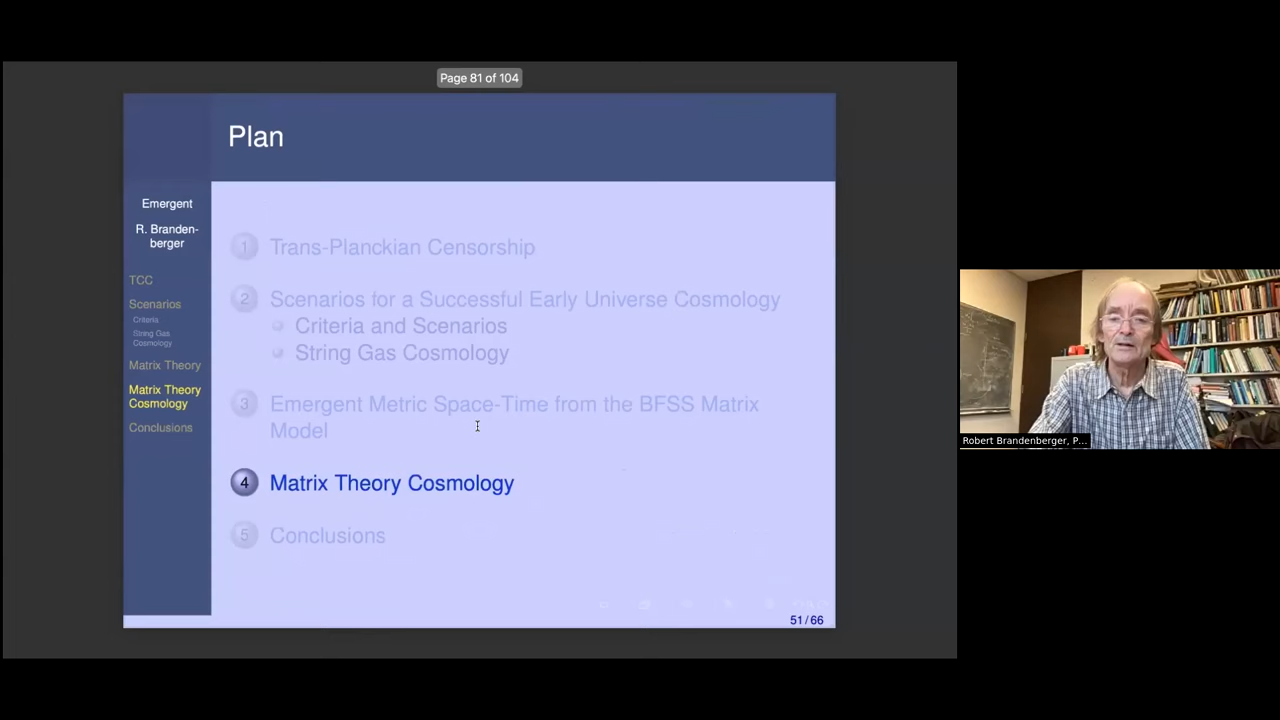 Page 81 of 104
Plan
Emergent
R. Branden-
berger
TCC
Scenarios
Criteria
String Gas
Cosmology
Matrix Theory
Matrix Theory
Cosmology
Conclusions
1 Trans-Planckian Censorship
2 Scenarios for a Successful Early Universe Cosmology
Criteria and Scenarios
String Gas Cosmology
3 Emergent Metric Space-Time from the BFSS Matrix
Model
4 Matrix Theory Cosmology
5 Conclusions
51/66
Robert Brandenberger, P...